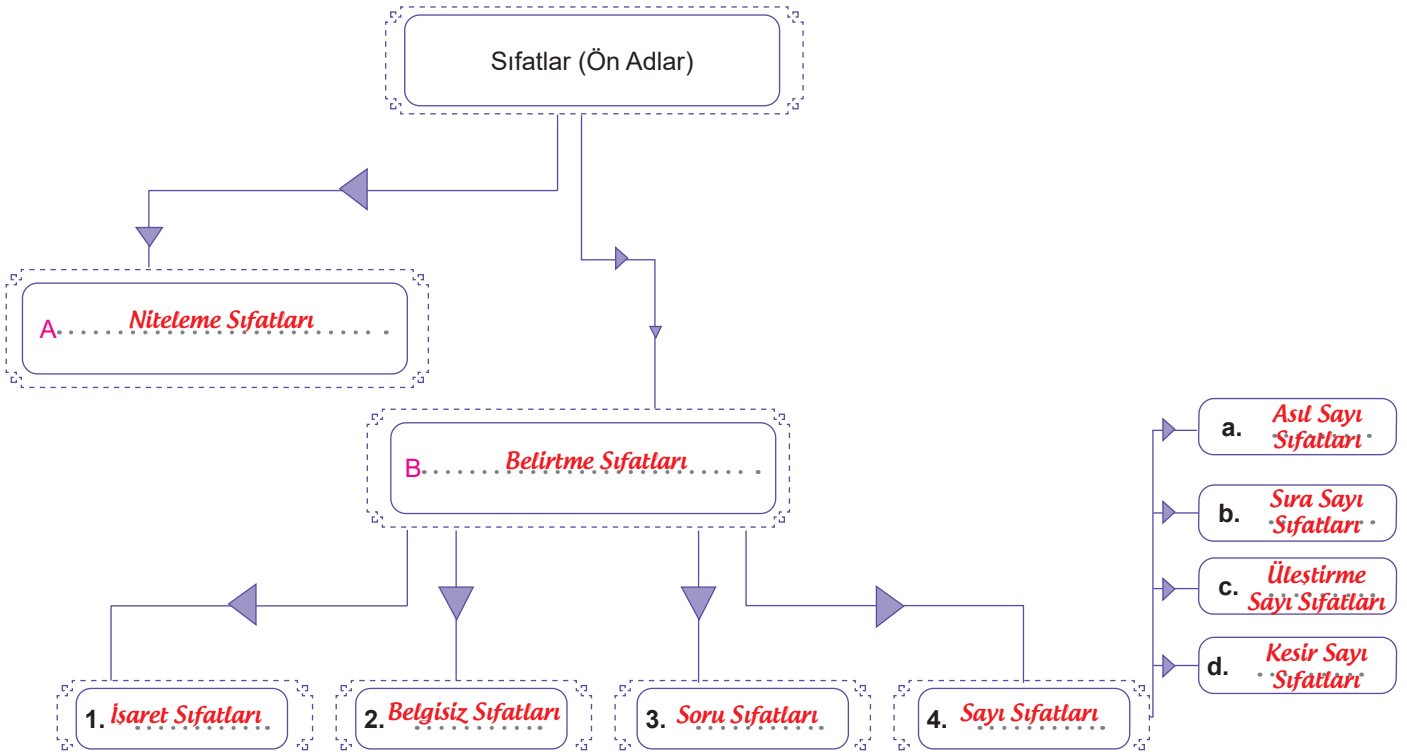 Sıfatlar (Ön Adlar)
A. Niteleme Sıfatları
B. Belirtme Sıfatları
a. Asıl Sayı
Sıfatları
b. Sıra Sayı
Sıfatları
c. Üleştirme
Sayı Sıfatları
d. Kesir Sayı
Sıfatları
1. İşaret Sıfatları
2. Belgisiz Sıfatları
3. Soru Sıfatları
4. Sayı Sıfatları